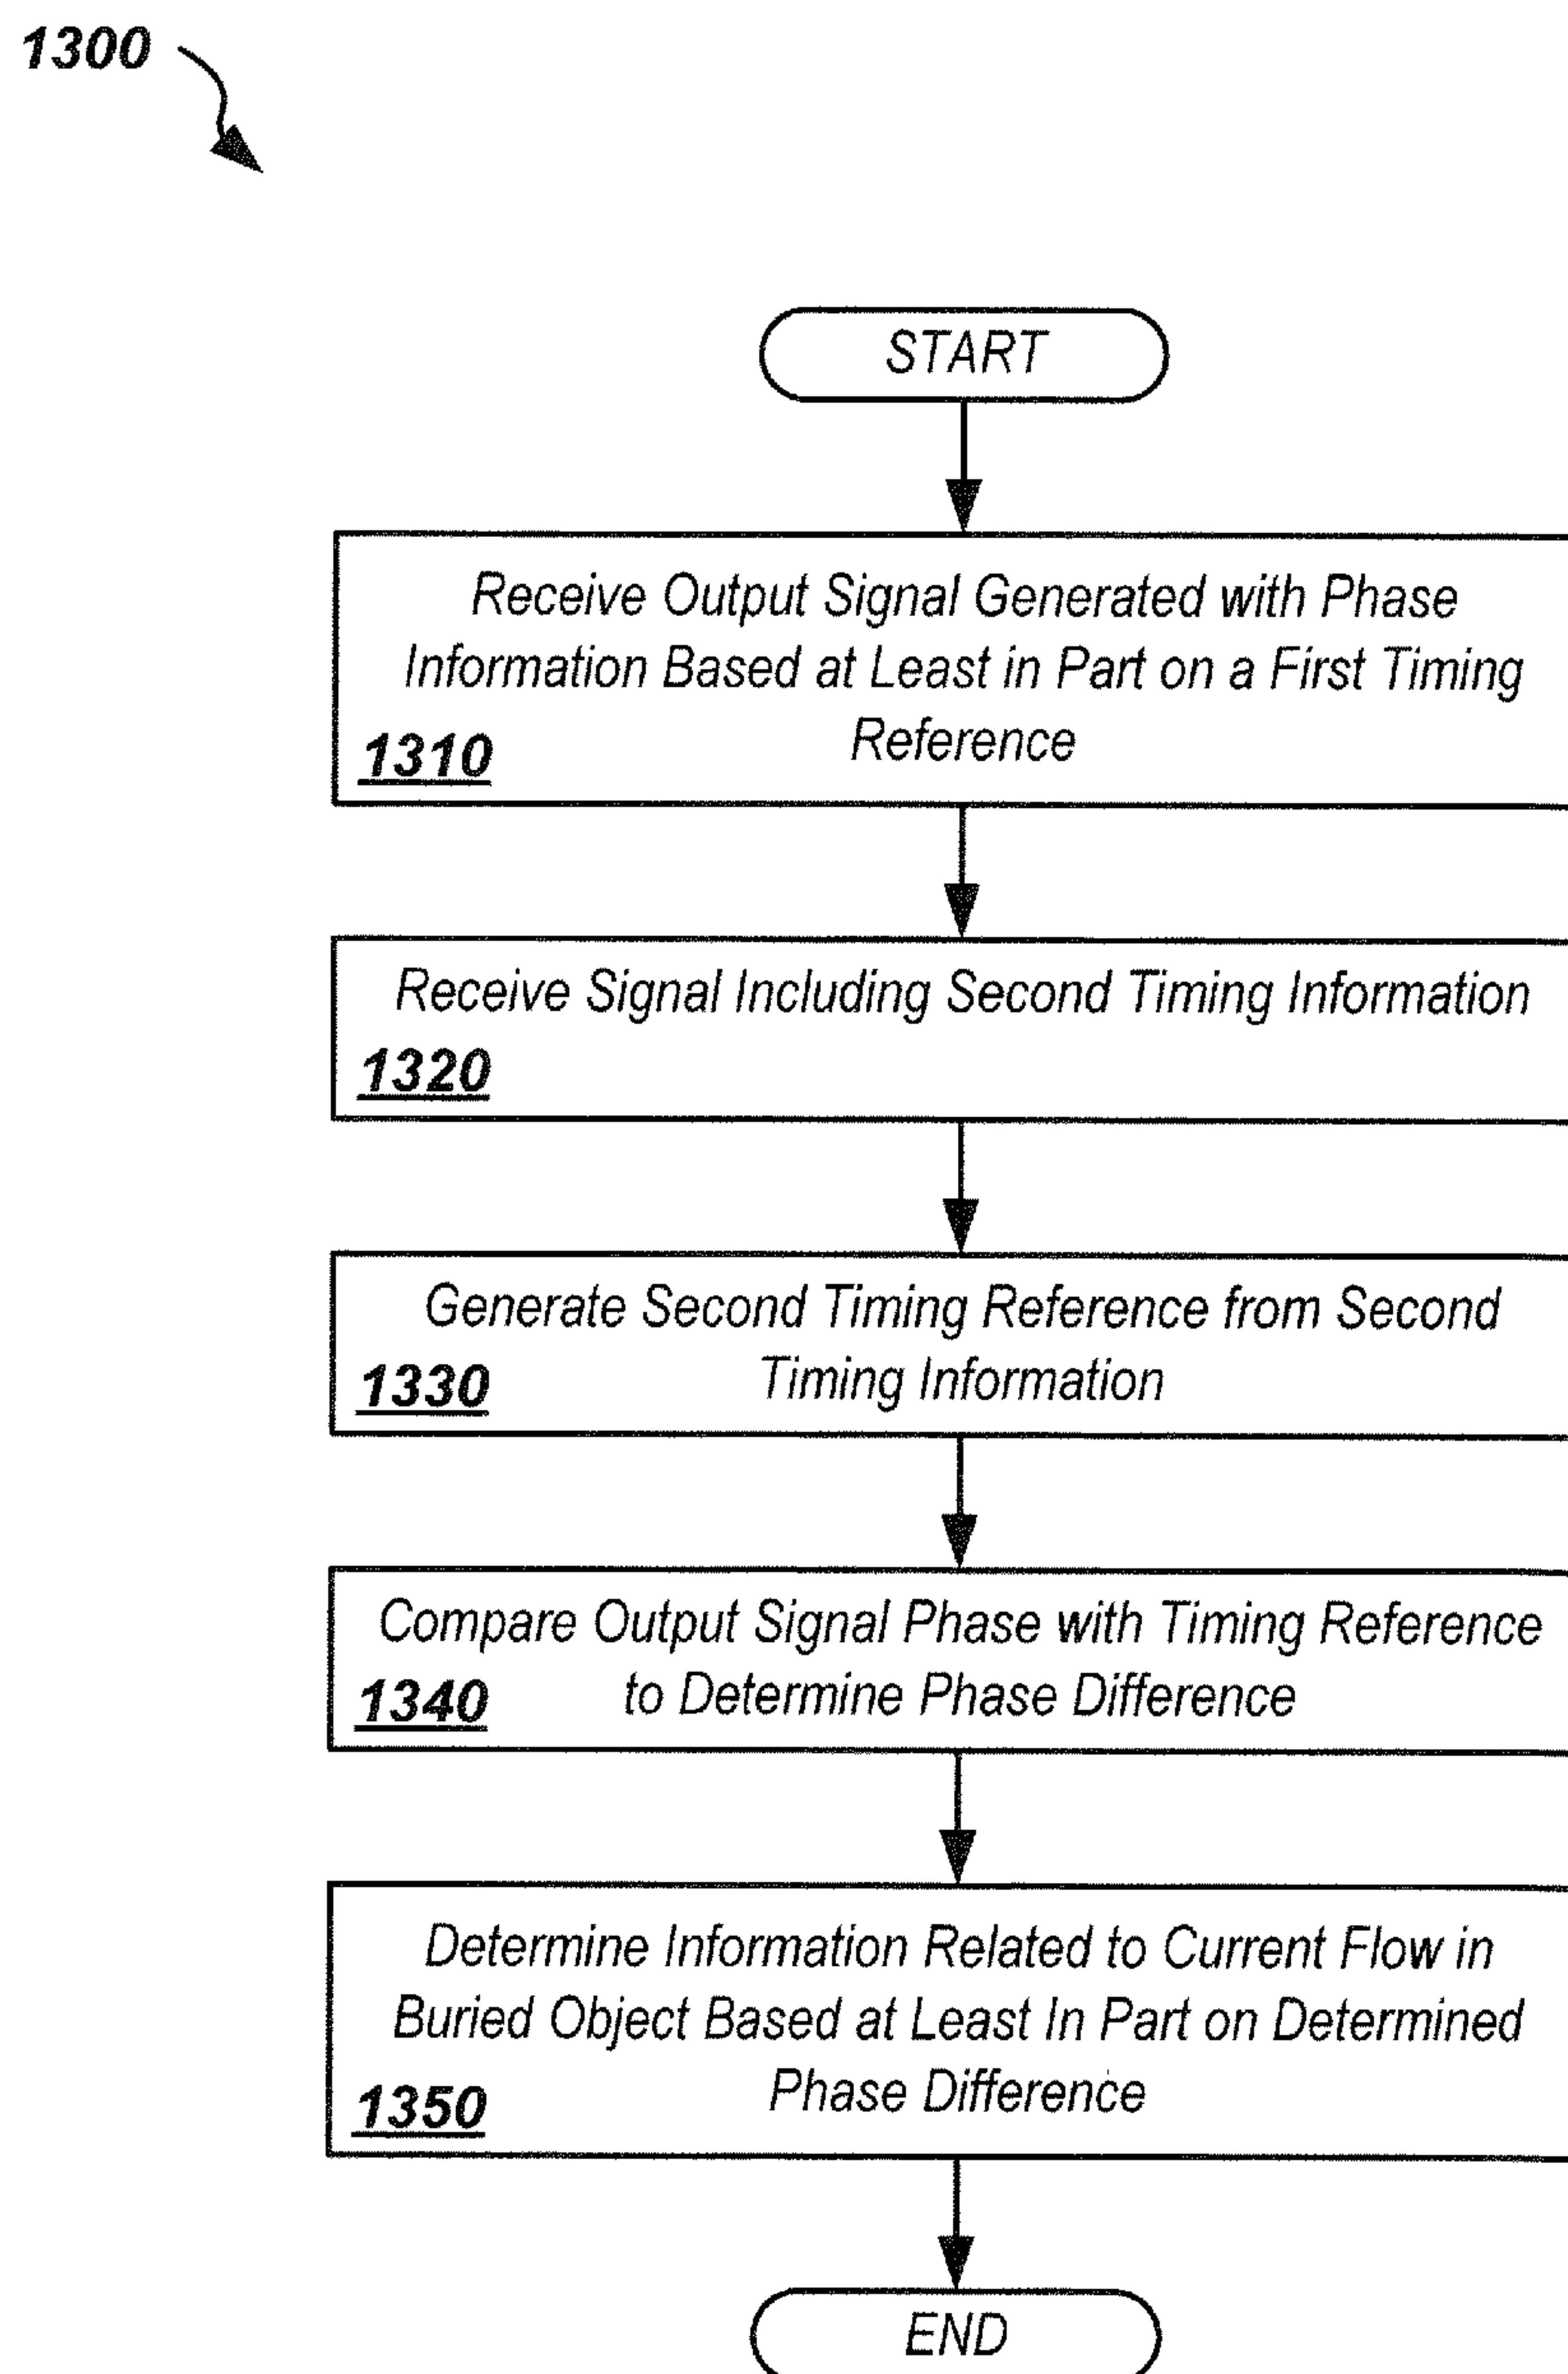 1300
START
Receive Output Signal Generated with Phase
Information Based at Least in Part on a First Timing
Reference
1310
Receive Signal Including Second Timing Information
1320
Generate Second Timing Reference from Second
Timing Information
1330
Compare Output Signal Phase with Timing Reference
to Determine Phase Difference
1340
Determine Information Related to Current Flow in
Buried Object Based at Least In Part on Determined
Phase Difference
1350
END